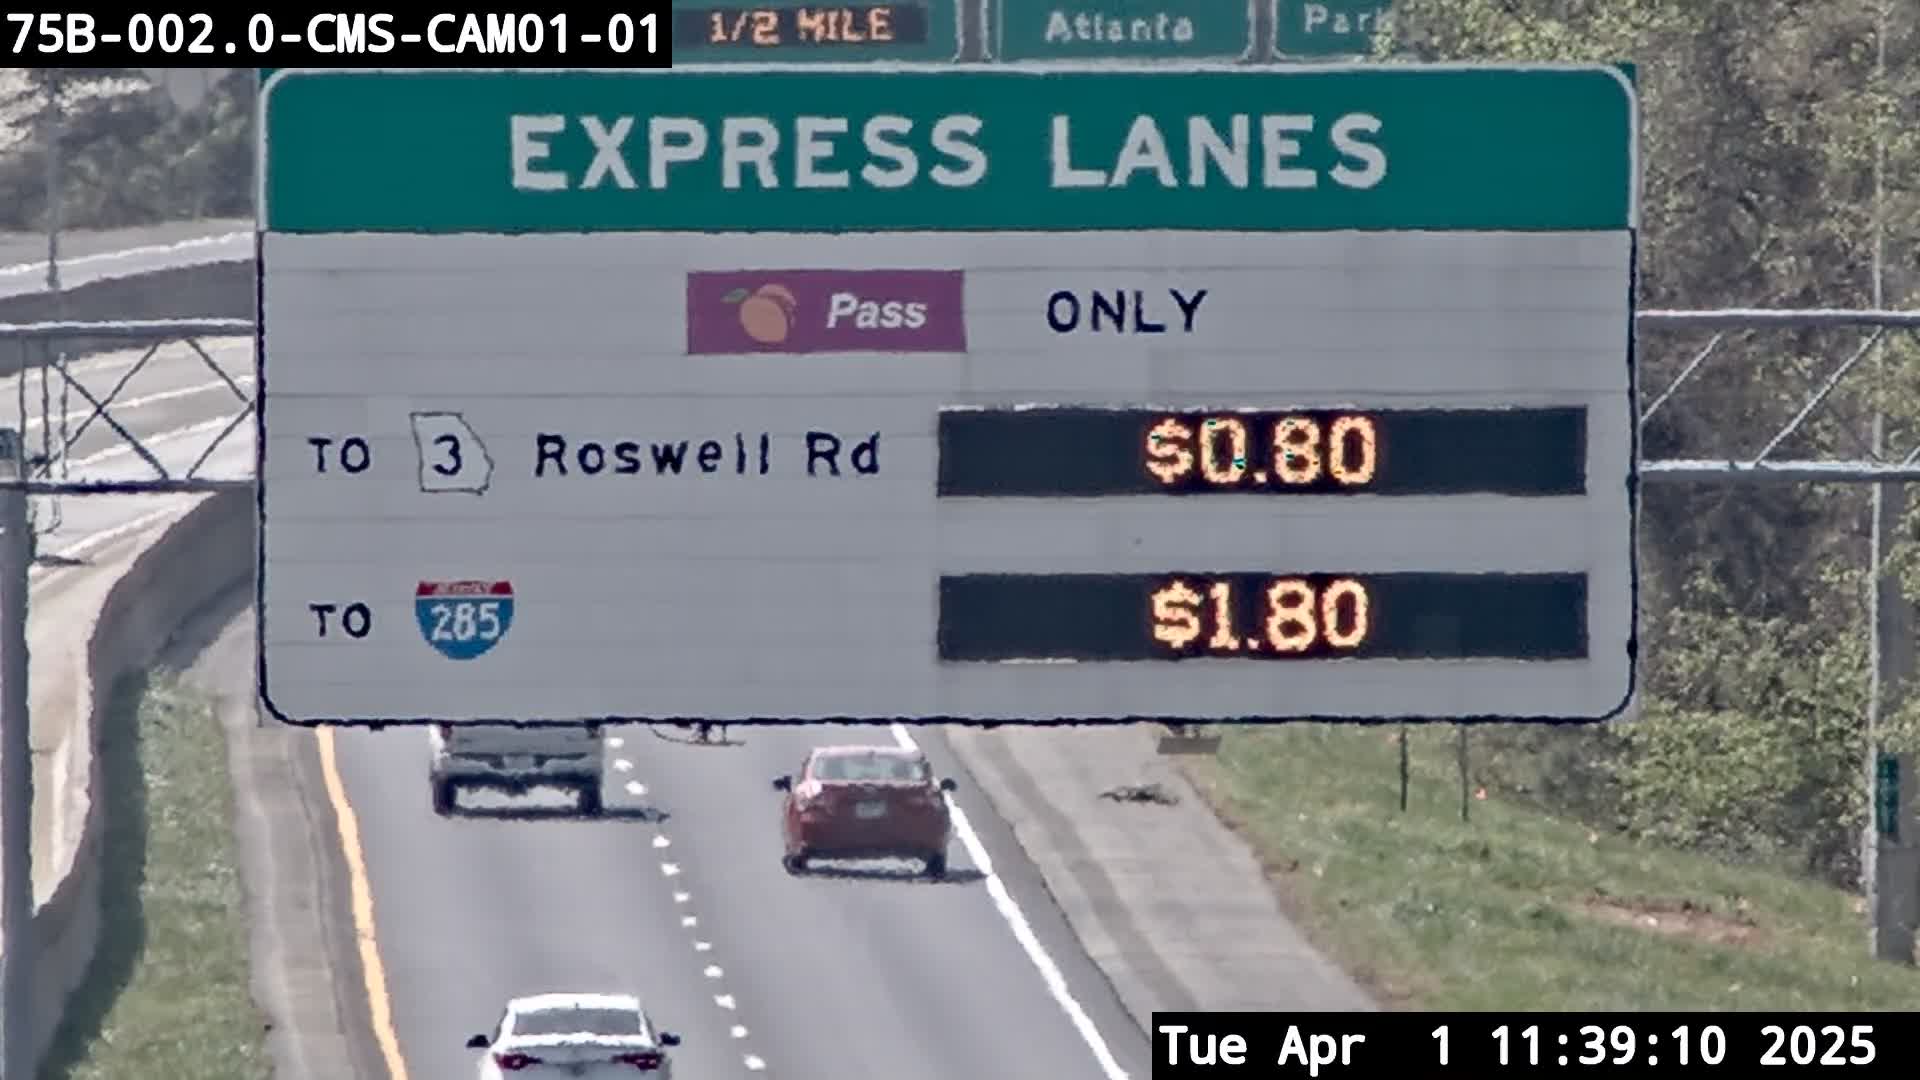 75B-002.0-CMS-CAM01-01
1/2 MILE
Atlanta
EXPRESS LANES
Pass ONLY
TO 3 Roswell Rd $0.80
TO 285 $1.80
Tue Apr 1 11:39:10 2025